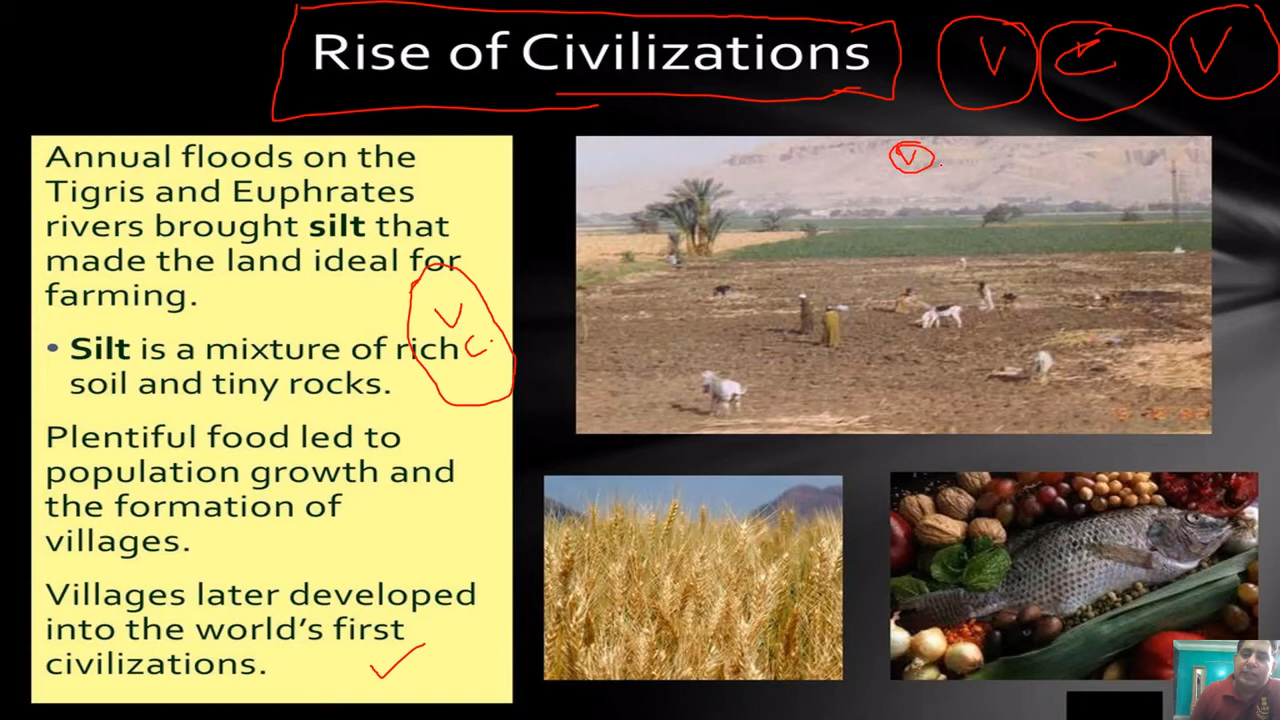 Rise of Civilizations
V
C
V
V
Annual floods on the
Tigris and Euphrates
rivers brought silt that
made the land ideal for
farming.
V
C
• Silt is a mixture of rich
soil and tiny rocks.
Plentiful food led to
population growth and
the formation of
villages.
Villages later developed
into the world's first
civilizations.